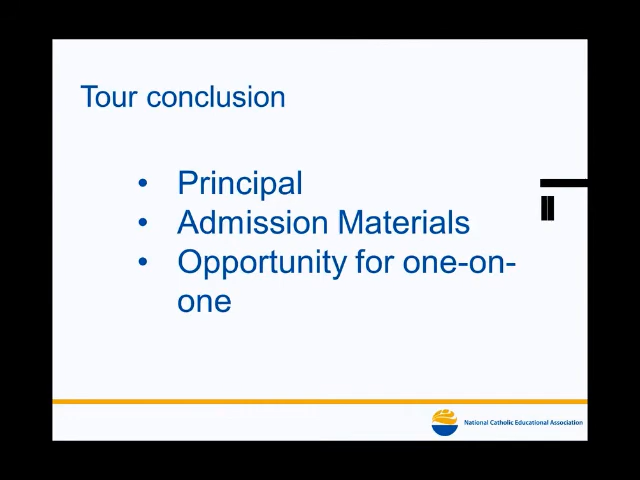 Tour conclusion
• Principal
• Admission Materials
• Opportunity for one-on-
one
National Catholic Educational Association